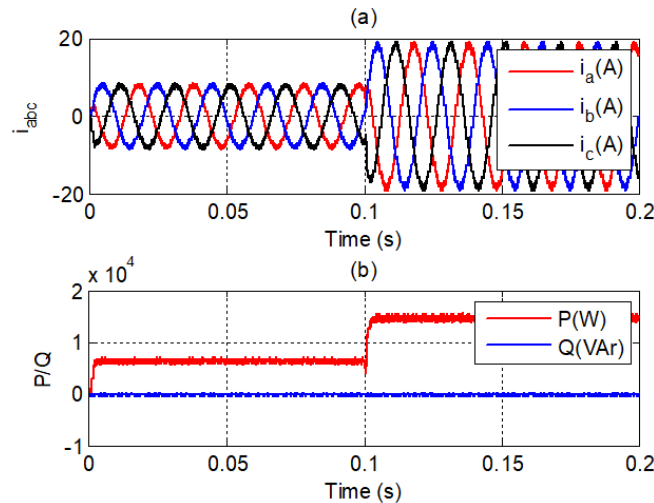 (a)
20
i_abc
0
-20
i_a(A)
i_b(A)
i_c(A)
0 0.05 0.1 0.15 0.2
Time (s)
x 10^4
(b)
2
1
P/Q
0
-1
P(W)
Q(VAr)
0 0.05 0.1 0.15 0.2
Time (s)